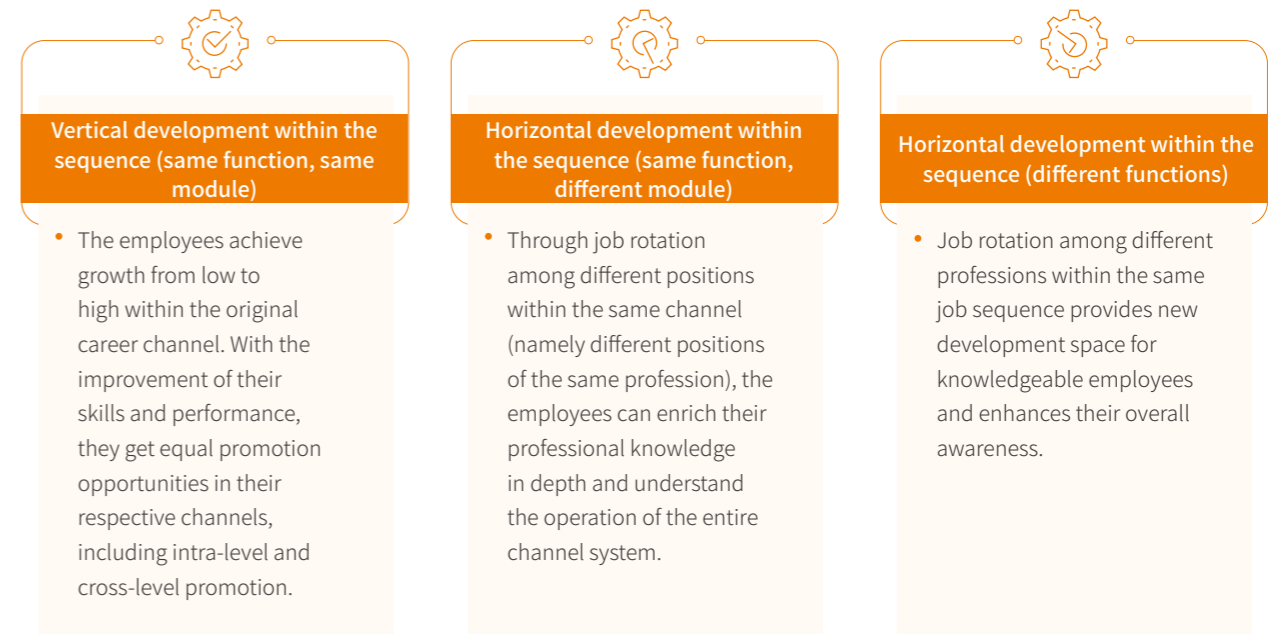 Vertical development within the
sequence (same function, same
module)
The employees achieve
growth from low to
high within the original
career channel. With the
improvement of their
skills and performance,
they get equal promotion
opportunities in their
respective channels,
including intra-level and
cross-level promotion.
Horizontal development within
the sequence (same function,
different module)
Through job rotation
among different positions
within the same channel
(namely different positions
of the same profession), the
employees can enrich their
professional knowledge
in depth and understand
the operation of the entire
channel system.
Horizontal development within the
sequence (different functions)
Job rotation among different
professions within the same
job sequence provides new
development space for
knowledgeable employees
and enhances their overall
awareness.